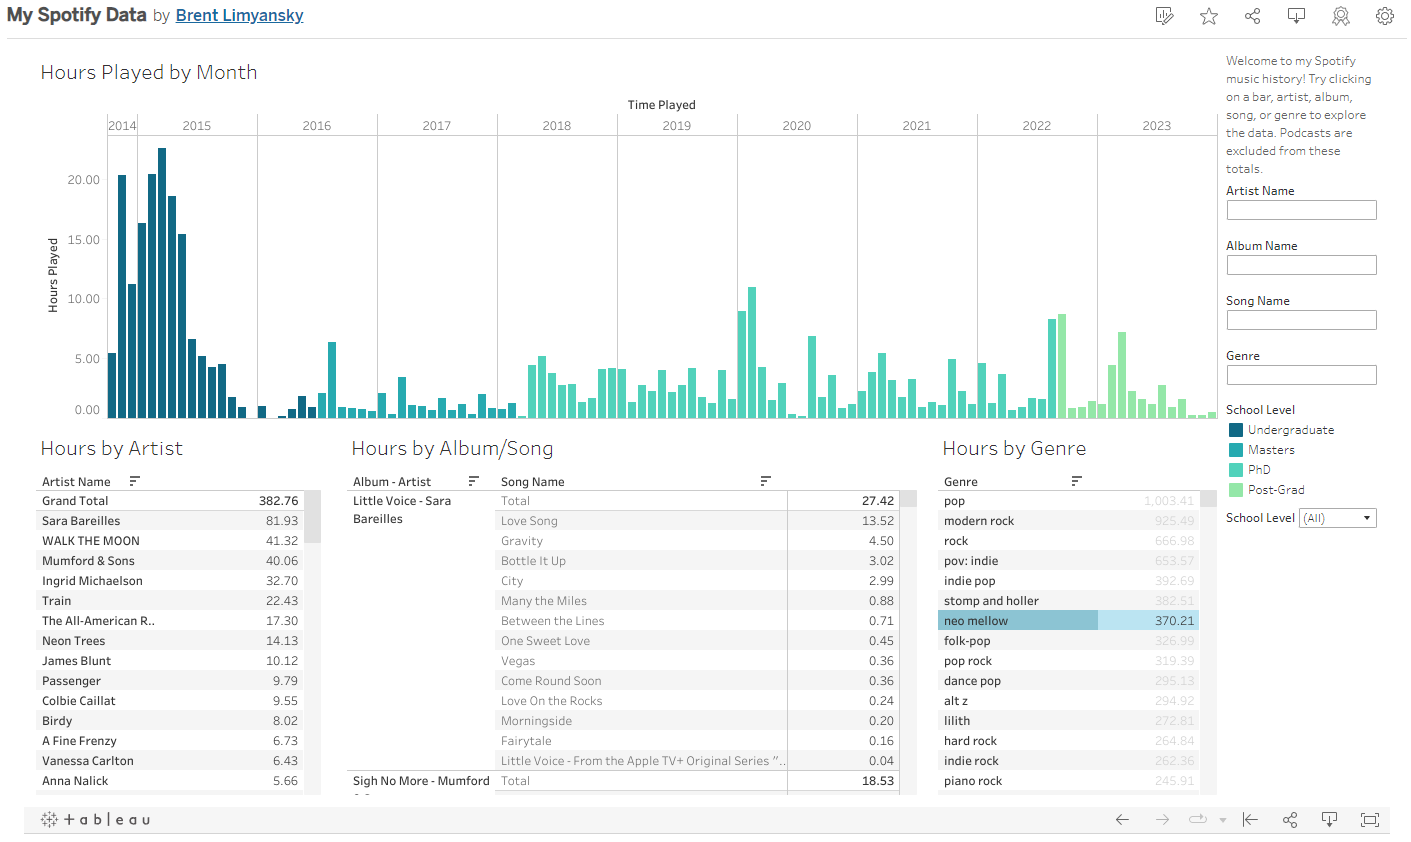 My Spotify Data by Brent Limyansky
Hours Played by Month
Time Played
2014 2015 2016 2017 2018 2019 2020 2021 2022 2023
Hours Played
20.00
15.00
10.00
5.00
0.00
Welcome to my Spotify
music history! Try clicking
on a bar, artist, album,
song, or genre to explore
the data. Podcasts are
excluded from these
totals.
Artist Name
Album Name
Song Name
Genre
School Level
Undergraduate
Masters
PhD
Post-Grad
School Level (All)
Hours by Artist
Artist Name
Grand Total 382.76
Sara Bareilles 81.93
WALK THE MOON 41.32
Mumford & Sons 40.06
Ingrid Michaelson 32.70
Train 22.43
The All-American R.. 17.30
Neon Trees 14.13
James Blunt 10.12
Passenger 9.79
Colbie Caillat 9.55
Birdy 8.02
A Fine Frenzy 6.73
Vanessa Carlton 6.43
Anna Nalick 5.66
Hours by Album/Song
Album - Artist Song Name
Little Voice - Sara
Bareilles
Total 27.42
Love Song 13.52
Gravity 4.50
Bottle It Up 3.02
City 2.99
Many the Miles 0.88
Between the Lines 0.71
One Sweet Love 0.45
Vegas 0.36
Come Round Soon 0.36
Love On the Rocks 0.24
Morningside 0.20
Fairytale 0.16
Little Voice - From the Apple TV+ Original Series ".. 0.04
Sigh No More - Mumford Total 18.53
Hours by Genre
Genre
pop 1,003.41
modern rock 925.49
rock 666.98
pov: indie 653.57
indie pop 392.69
stomp and holler 382.51
neo mellow 370.21
folk-pop 326.99
pop rock 319.39
dance pop 295.13
alt z 294.92
lilith 272.81
hard rock 264.84
indie rock 262.36
piano rock 245.91
+ a b l e a u